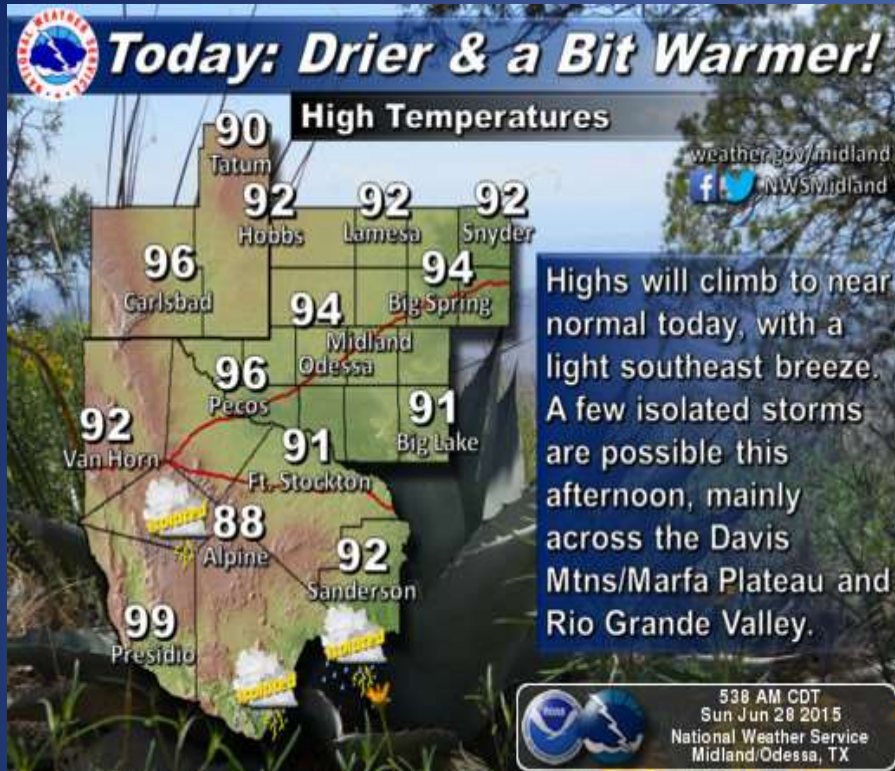 NATIONAL WEATHER SERVICE
Today: Drier & a Bit Warmer!
High Temperatures
weather.gov/midland
NWSMidland
90
Tatum
92
Hobbs
92
Lamesa
92
Snyder
96
Carlsbad
94
Big Spring
94
Midland
Odessa
96
Pecos
91
Big Lake
92
Van Horn
91
Ft. Stockton
isolated
88
Alpine
92
Sanderson
99
Presidio
isolated
isolated
Highs will climb to near
normal today, with a
light southeast breeze.
A few isolated storms
are possible this
afternoon, mainly
across the Davis
Mtns/Marfa Plateau and
Rio Grande Valley.
NOAA
538 AM CDT
Sun Jun 28 2015
National Weather Service
Midland/Odessa, TX